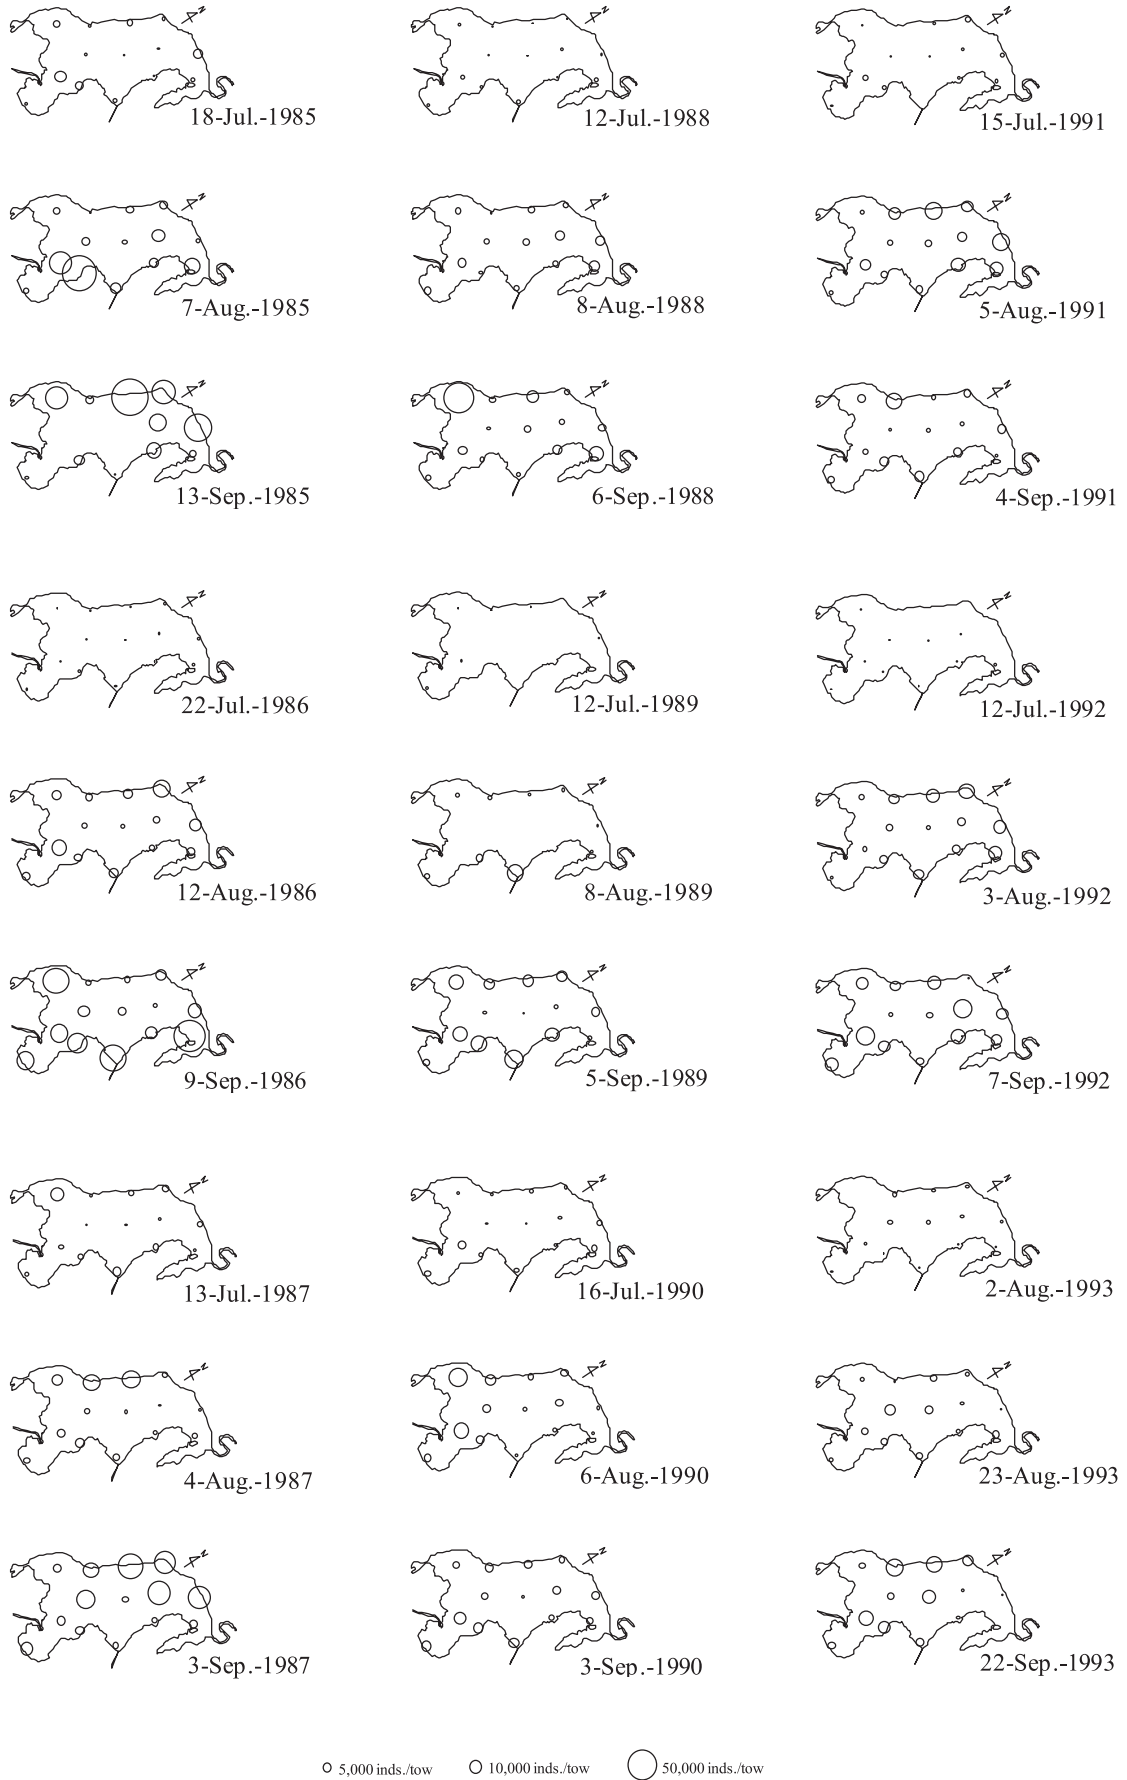 N N N
18-Jul.-1985 12-Jul.-1988 15-Jul.-1991
N N N
7-Aug.-1985 8-Aug.-1988 5-Aug.-1991
N N N
13-Sep.-1985 6-Sep.-1988 4-Sep.-1991
N N N
22-Jul.-1986 12-Jul.-1989 12-Jul.-1992
N N N
12-Aug.-1986 8-Aug.-1989 3-Aug.-1992
N N N
9-Sep.-1986 5-Sep.-1989 7-Sep.-1992
N N N
13-Jul.-1987 16-Jul.-1990 2-Aug.-1993
N N N
4-Aug.-1987 6-Aug.-1990 23-Aug.-1993
N N N
3-Sep.-1987 3-Sep.-1990 22-Sep.-1993
5,000 inds./tow 10,000 inds./tow 50,000 inds./tow